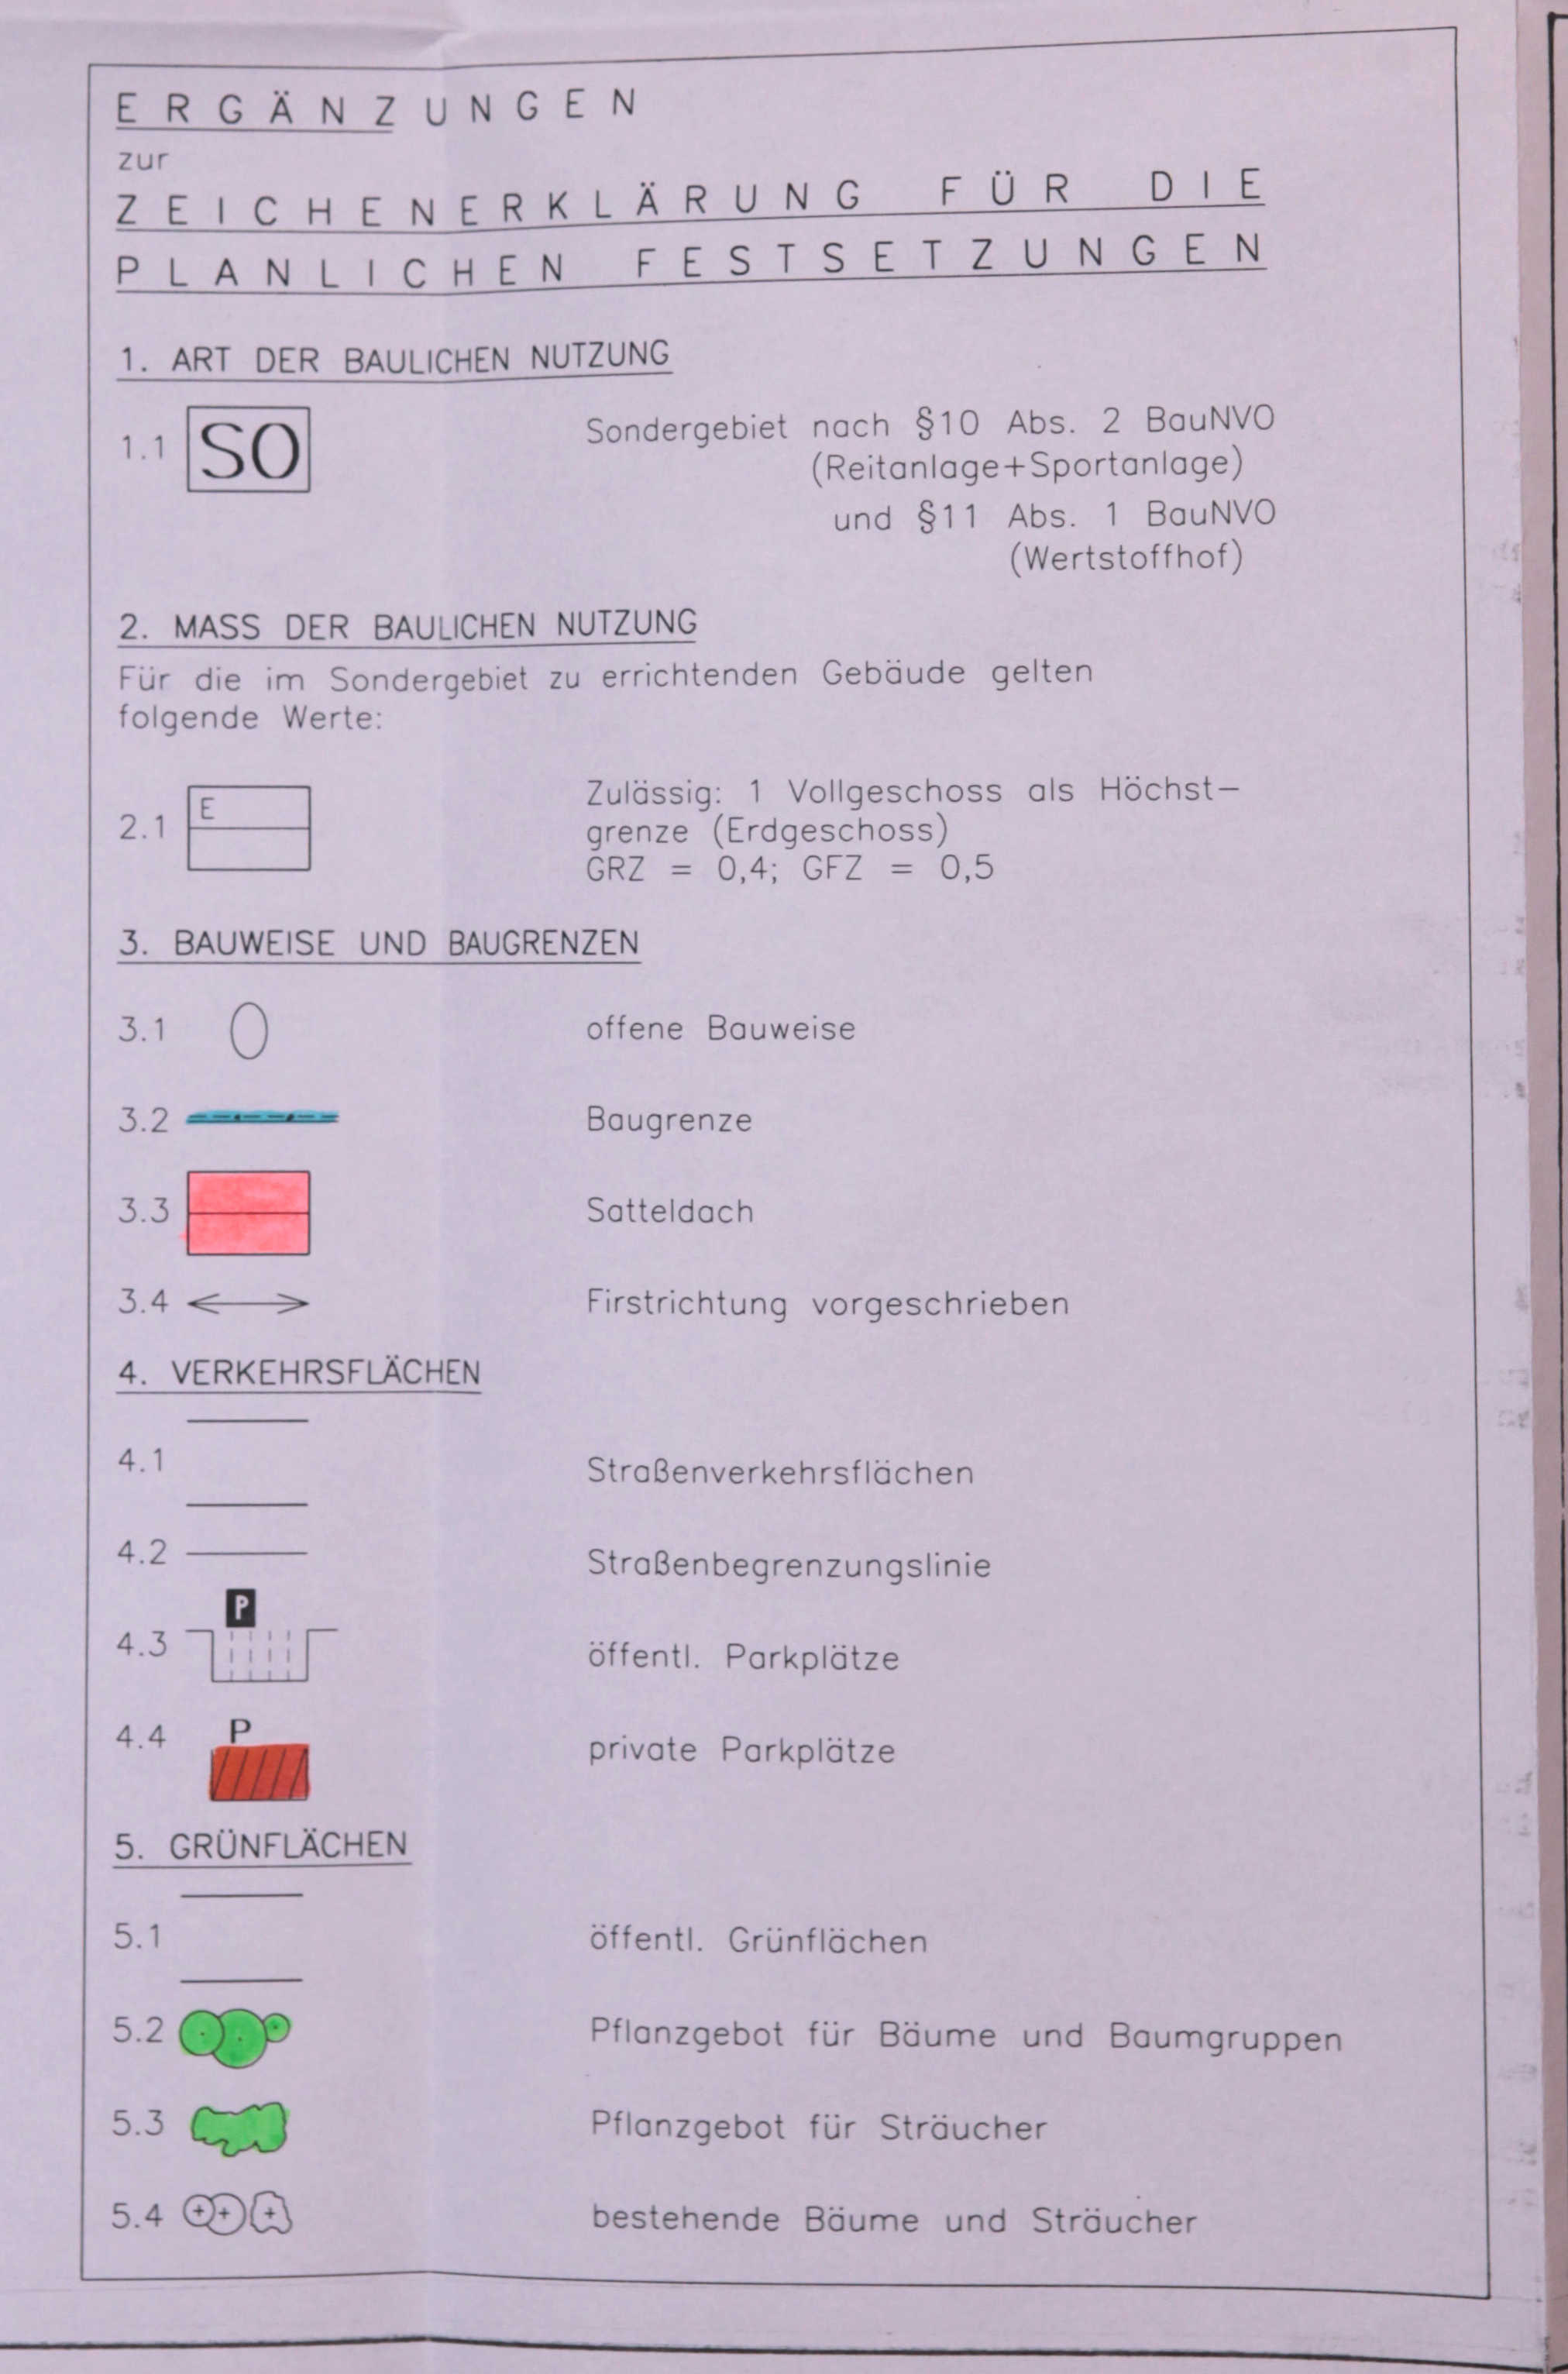 ERGÄNZUNGEN
zur
ZEICHENERKLÄRUNG FÜR DIE
PLANLICHEN FESTSETZUNGEN
1. ART DER BAULICHEN NUTZUNG
1.1 SO Sondergebiet nach §10 Abs. 2 BauNVO
(Reitanlage+Sportanlage)
und §11 Abs. 1 BauNVO
(Wertstoffhof)
2. MASS DER BAULICHEN NUTZUNG
Für die im Sondergebiet zu errichtenden Gebäude gelten
folgende Werte:
2.1 E Zulässig: 1 Vollgeschoss als Höchst-
grenze (Erdgeschoss)
GRZ = 0,4; GFZ = 0,5
3. BAUWEISE UND BAUGRENZEN
3.1 O offene Bauweise
3.2 Baugrenze
3.3 Satteldach
3.4 Firstrichtung vorgeschrieben
4. VERKEHRSFLÄCHEN
4.1 Straßenverkehrsflächen
4.2 Straßenbegrenzungslinie
P
4.3 öffentl. Parkplätze
4.4 P private Parkplätze
5. GRÜNFLÄCHEN
5.1 öffentl. Grünflächen
5.2 Pflanzgebot für Bäume und Baumgruppen
5.3 Pflanzgebot für Sträucher
5.4 bestehende Bäume und Sträucher